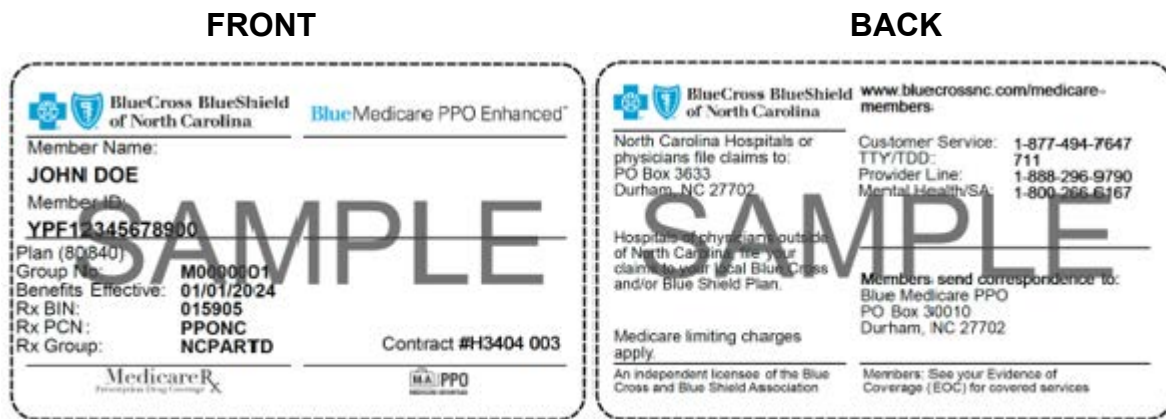 FRONT
BlueCross BlueShield
of North Carolina
BlueMedicare PPO Enhanced℠
Member Name:
JOHN DOE
Member ID:
YPF12345678900
Plan (80840)
Group No: M0000001
Benefits Effective: 01/01/2024
Rx BIN: 015905
Rx PCN: PPONC
Rx Group: NCPARTD
Contract #H3404 003
MedicareRx
Prescription Drug Coverage
MA PPO
MEDICARE ADVANTAGE
SAMPLE
BACK
BlueCross BlueShield
of North Carolina
www.bluecrossnc.com/medicare-
members
North Carolina Hospitals or
physicians file claims to:
PO Box 3633
Durham, NC 27702
Customer Service: 1-877-494-7647
TTY/TDD: 711
Provider Line: 1-888-296-9790
Mental Health/SA: 1-800-266-6167
Hospitals of physicians outside
of North Carolina, file your
claims to your local Blue Cross
and/or Blue Shield Plan.
Members send correspondence to:
Blue Medicare PPO
PO Box 30010
Durham, NC 27702
Medicare limiting charges
apply.
An independent licensee of the Blue
Cross and Blue Shield Association
Members: See your Evidence of
Coverage (EOC) for covered services
SAMPLE